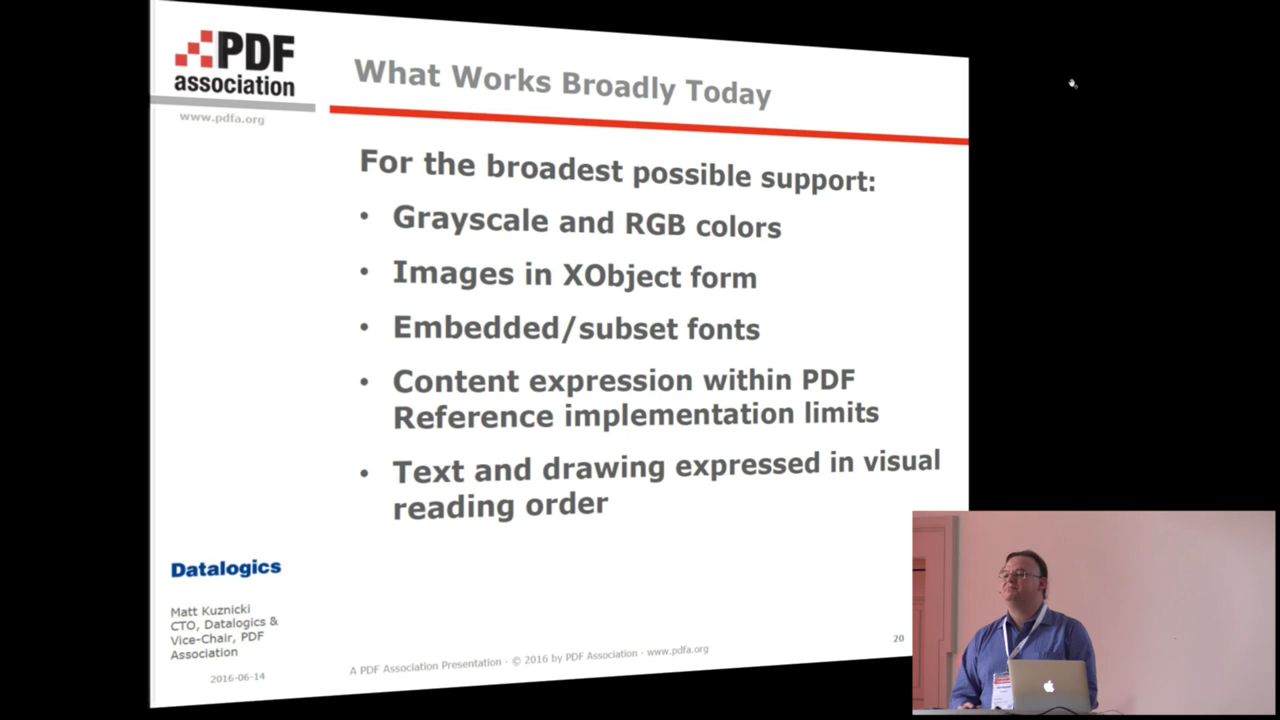 PDF
association
www.pdfa.org
What Works Broadly Today
For the broadest possible support:
• Grayscale and RGB colors
• Images in XObject form
• Embedded/subset fonts
• Content expression within PDF
Reference implementation limits
• Text and drawing expressed in visual
reading order
Datalogics
Matt Kuznicki
CTO, Datalogics &
Vice-Chair, PDF
Association
2016-06-14
A PDF Association Presentation · © 2016 by PDF Association · www.pdfa.org
20